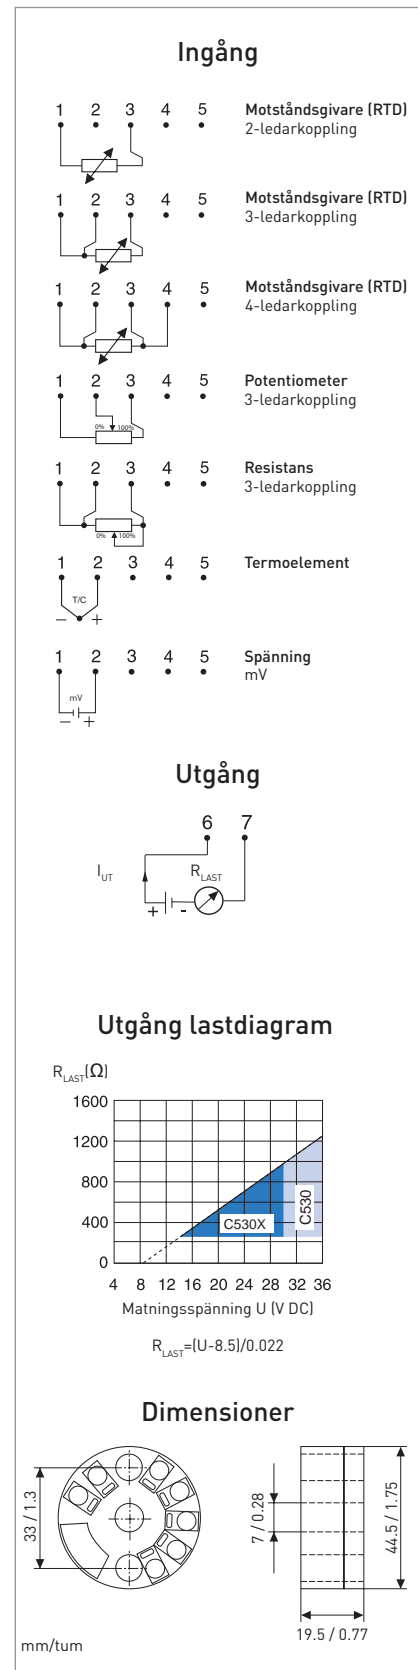 Ingång
1 2 3 4 5
Motståndsgivare (RTD)
2-ledarkoppling
1 2 3 4 5
Motståndsgivare (RTD)
3-ledarkoppling
1 2 3 4 5
Motståndsgivare (RTD)
4-ledarkoppling
1 2 3 4 5
Potentiometer
3-ledarkoppling
0% 100%
1 2 3 4 5
Resistans
3-ledarkoppling
0% 100%
1 2 3 4 5
Termoelement
T/C
− +
1 2 3 4 5
Spänning
mV
mV
− +
Utgång
6 7
I_UT
R_LAST
+ -
Utgång lastdiagram
R_LAST(Ω)
1600
1200
800
400
0
C530X
C530
4 8 12 16 20 24 28 32 36
Matningsspänning U (V DC)
R_LAST=(U-8.5)/0.022
Dimensioner
33 / 1.3
7 / 0.28
44.5 / 1.75
19.5 / 0.77
mm/tum